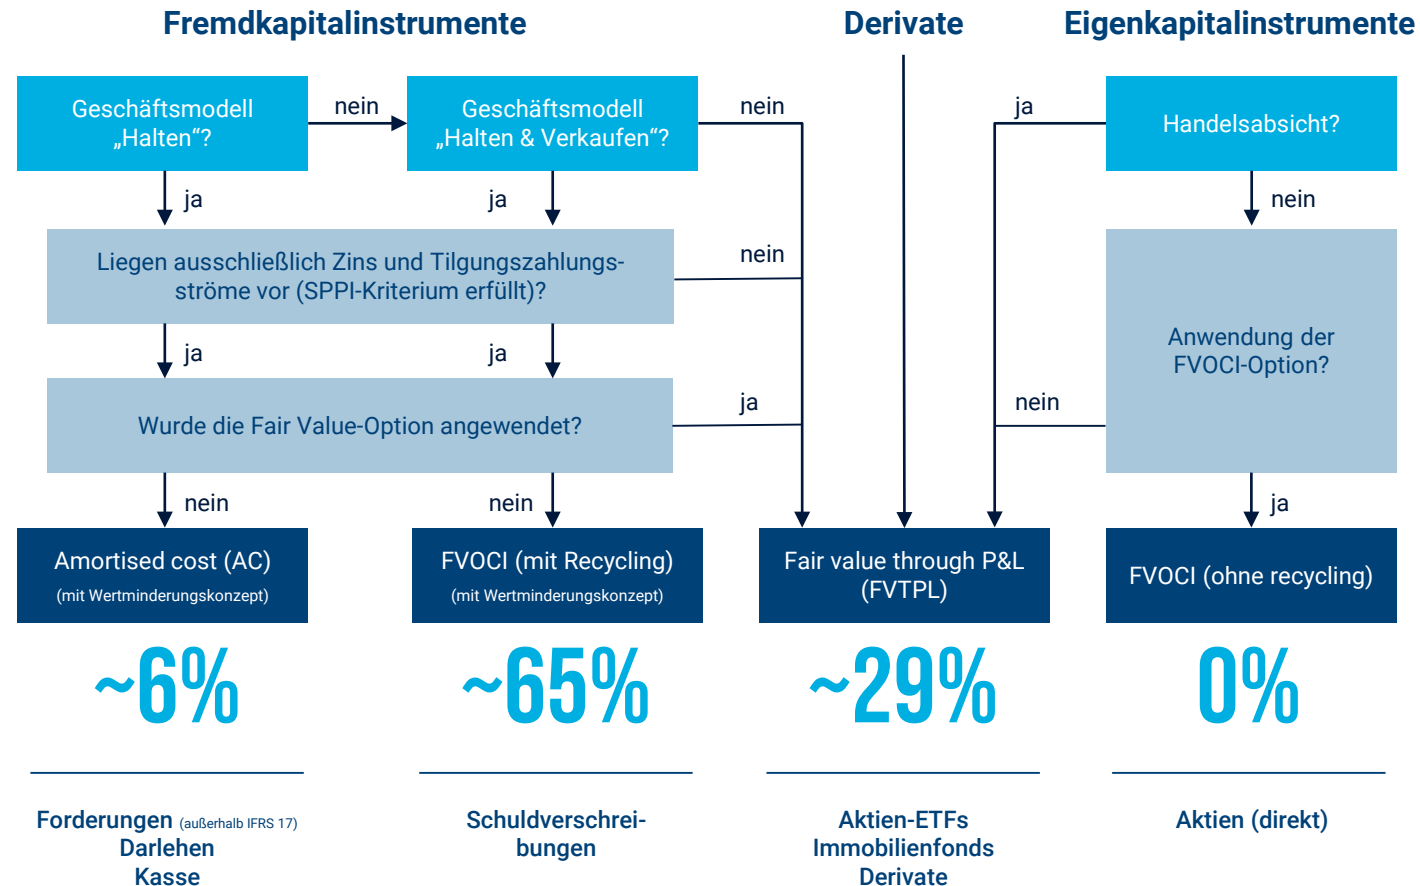 Fremdkapitalinstrumente
Derivate
Eigenkapitalinstrumente
Geschäftsmodell
„Halten“?
nein
Geschäftsmodell
„Halten & Verkaufen“?
nein
ja
Handelsabsicht?
ja
ja
nein
Liegen ausschließlich Zins und Tilgungszahlungs-
ströme vor (SPPI-Kriterium erfüllt)?
nein
Anwendung der
FVOCI-Option?
ja
ja
Wurde die Fair Value-Option angewendet?
ja
nein
nein
nein
ja
Amortised cost (AC)
(mit Wertminderungskonzept)
FVOCI (mit Recycling)
(mit Wertminderungskonzept)
Fair value through P&L
(FVTPL)
FVOCI (ohne recycling)
~6%
~65%
~29%
0%
Forderungen (außerhalb IFRS 17)
Darlehen
Kasse
Schuldverschrei-
bungen
Aktien-ETFs
Immobilienfonds
Derivate
Aktien (direkt)